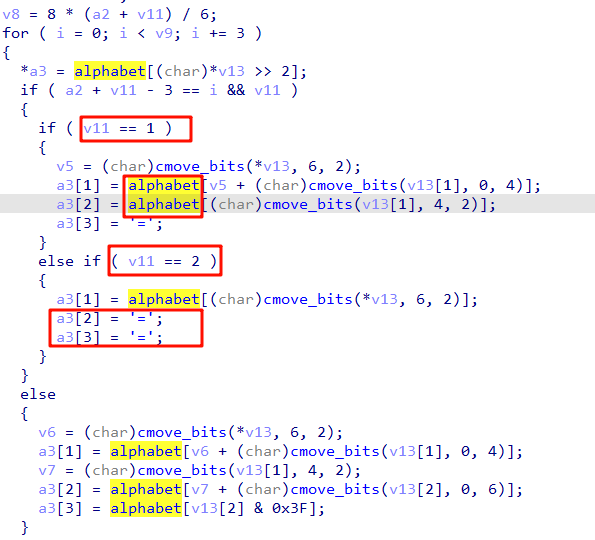 v8 = 8 * (a2 + v11) / 6;
for ( i = 0; i < v9; i += 3 )
{
  *a3 = alphabet[(char)*v13 >> 2];
  if ( a2 + v11 - 3 == i && v11 )
  {
    if ( v11 == 1 )
    {
      v5 = (char)cmove_bits(*v13, 6, 2);
      a3[1] = alphabet[v5 + (char)cmove_bits(v13[1], 0, 4)];
      a3[2] = alphabet[(char)cmove_bits(v13[1], 4, 2)];
      a3[3] = '=';
    }
    else if ( v11 == 2 )
    {
      a3[1] = alphabet[(char)cmove_bits(*v13, 6, 2)];
      a3[2] = '=';
      a3[3] = '=';
    }
  }
  else
  {
    v6 = (char)cmove_bits(*v13, 6, 2);
    a3[1] = alphabet[v6 + (char)cmove_bits(v13[1], 0, 4)];
    v7 = (char)cmove_bits(v13[1], 4, 2);
    a3[2] = alphabet[v7 + (char)cmove_bits(v13[2], 0, 6)];
    a3[3] = alphabet[v13[2] & 0x3F];
  }